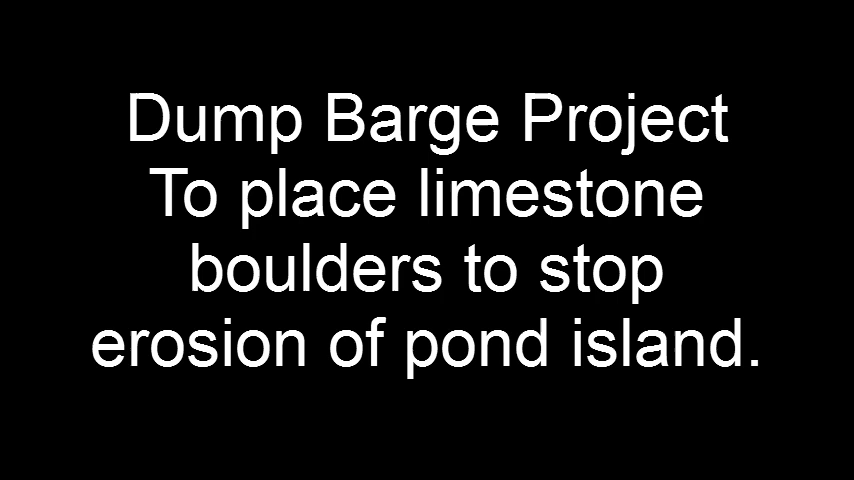 Dump Barge Project
To place limestone
boulders to stop
erosion of pond island.